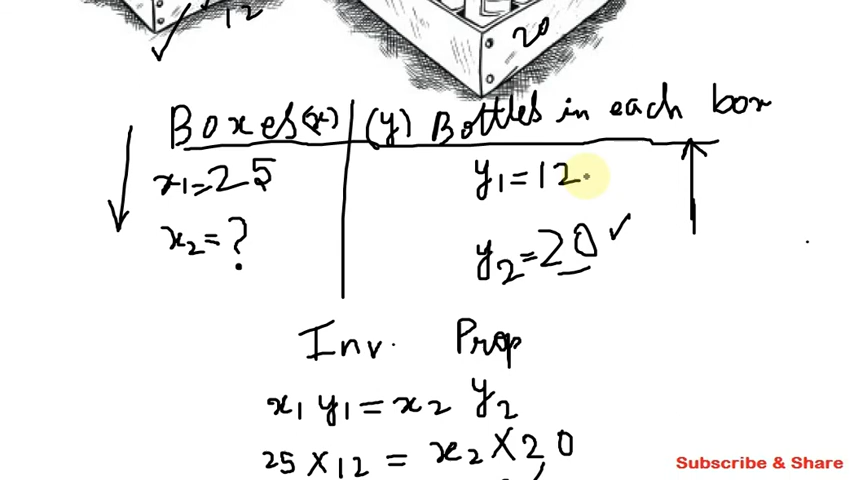 12
20
Boxes(x) (y) Bottles in each box
x1=25 y1=12
x2=? y2=20 ✓
Inv. Prop
x1 y1 = x2 y2
25 X 12 = x2 X 20
Subscribe & Share